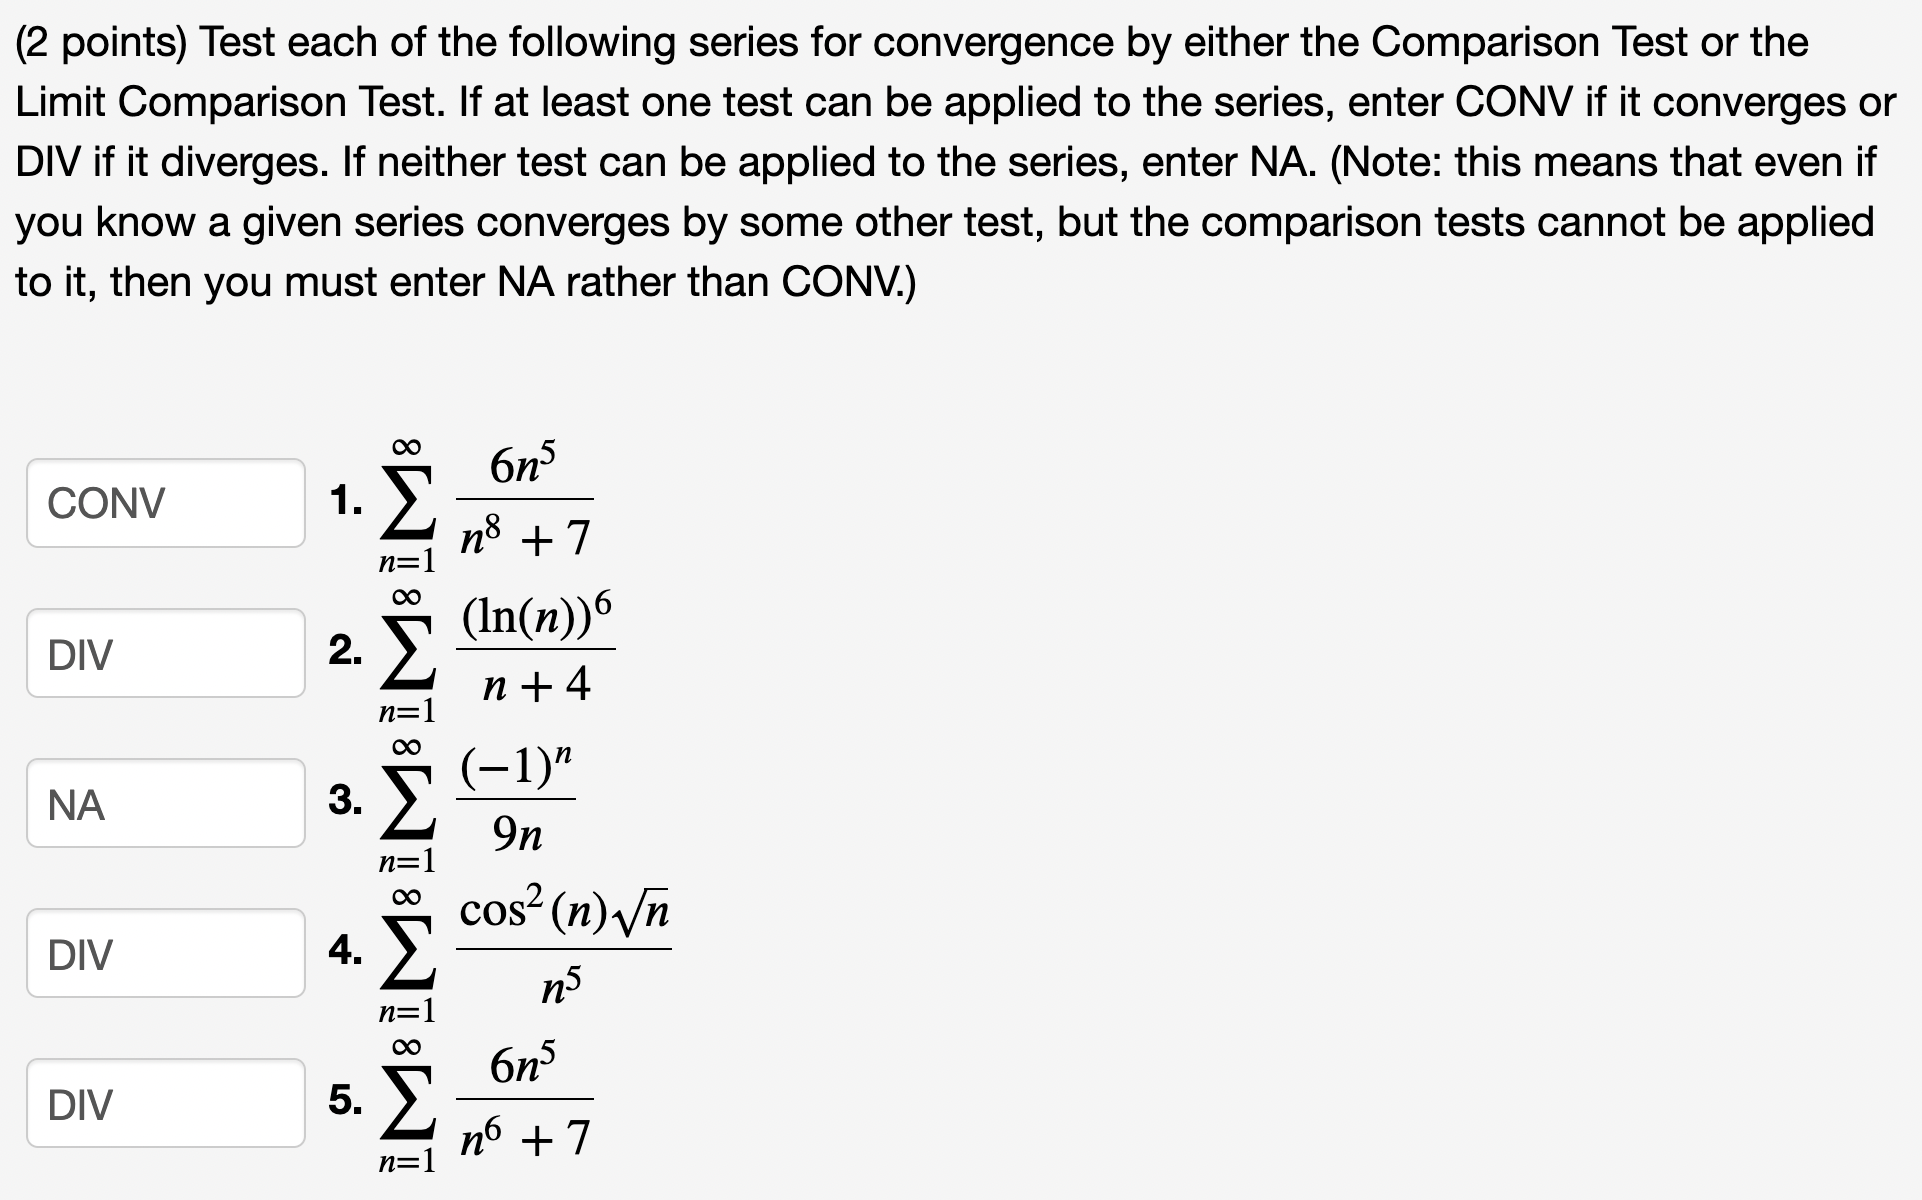 (2 points) Test each of the following series for convergence by either the Comparison Test or the
Limit Comparison Test. If at least one test can be applied to the series, enter CONV if it converges or
DIV if it diverges. If neither test can be applied to the series, enter NA. (Note: this means that even if
you know a given series converges by some other test, but the comparison tests cannot be applied
to it, then you must enter NA rather than CONV.)
CONV 1. $\sum_{n=1}^{\infty} \frac{6n^5}{n^8 + 7}$
DIV 2. $\sum_{n=1}^{\infty} \frac{(\ln(n))^6}{n + 4}$
NA 3. $\sum_{n=1}^{\infty} \frac{(-1)^n}{9n}$
DIV 4. $\sum_{n=1}^{\infty} \frac{\cos^2(n)\sqrt{n}}{n^5}$
DIV 5. $\sum_{n=1}^{\infty} \frac{6n^5}{n^6 + 7}$